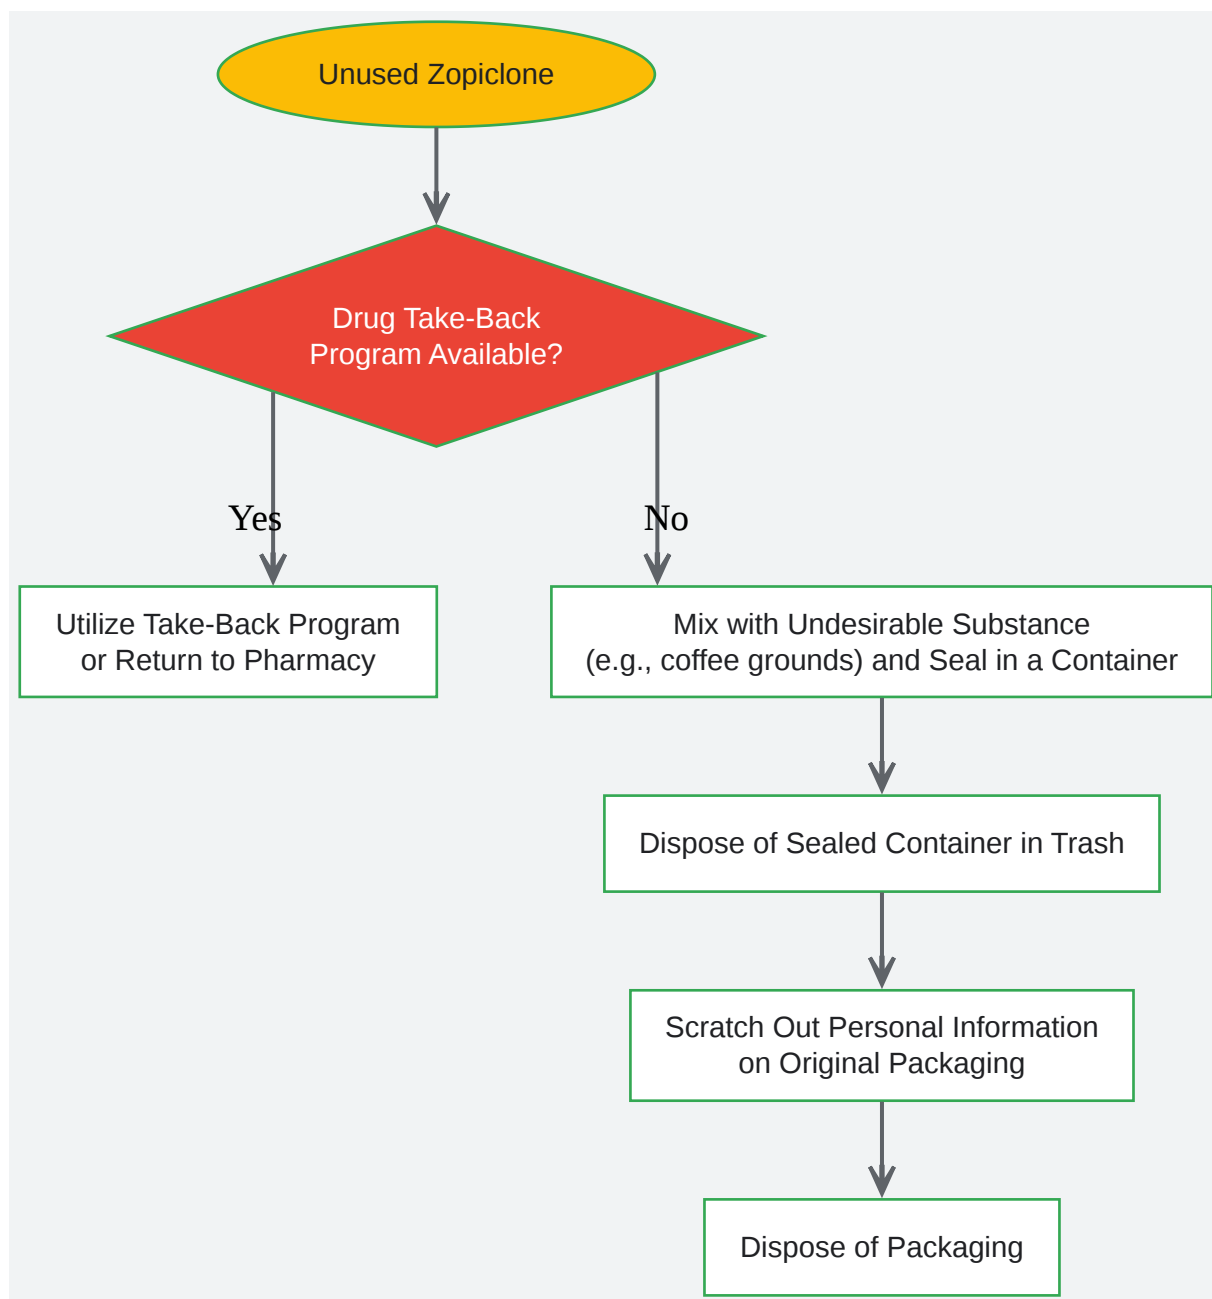 Unused Zopiclone
Drug Take-Back
Program Available?
Yes
No
Utilize Take-Back Program
or Return to Pharmacy
Mix with Undesirable Substance
(e.g., coffee grounds) and Seal in a Container
Dispose of Sealed Container in Trash
Scratch Out Personal Information
on Original Packaging
Dispose of Packaging